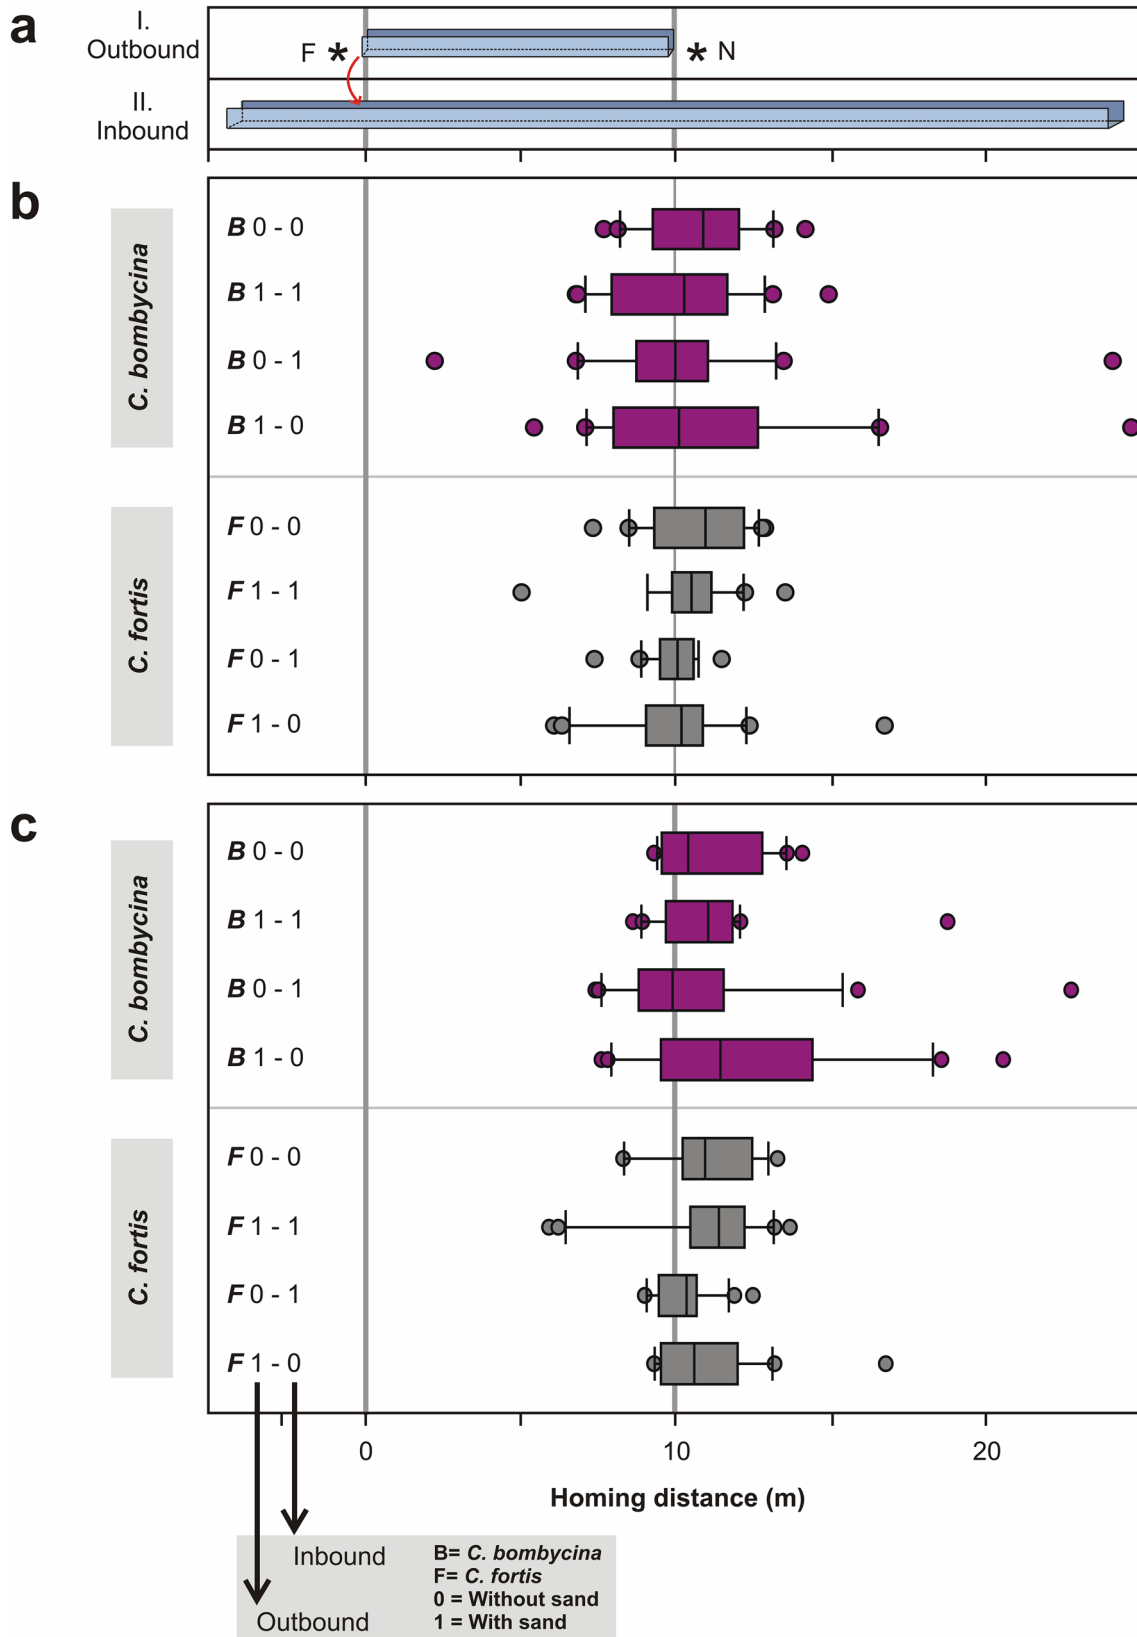 a
I.
Outbound
F * * N
II.
Inbound
b
C. bombycina
B 0 - 0
B 1 - 1
B 0 - 1
B 1 - 0
C. fortis
F 0 - 0
F 1 - 1
F 0 - 1
F 1 - 0
c
C. bombycina
B 0 - 0
B 1 - 1
B 0 - 1
B 1 - 0
C. fortis
F 0 - 0
F 1 - 1
F 0 - 1
F 1 - 0
0 10 20
Homing distance (m)
Inbound
Outbound
B= C. bombycina
F= C. fortis
0 = Without sand
1 = With sand